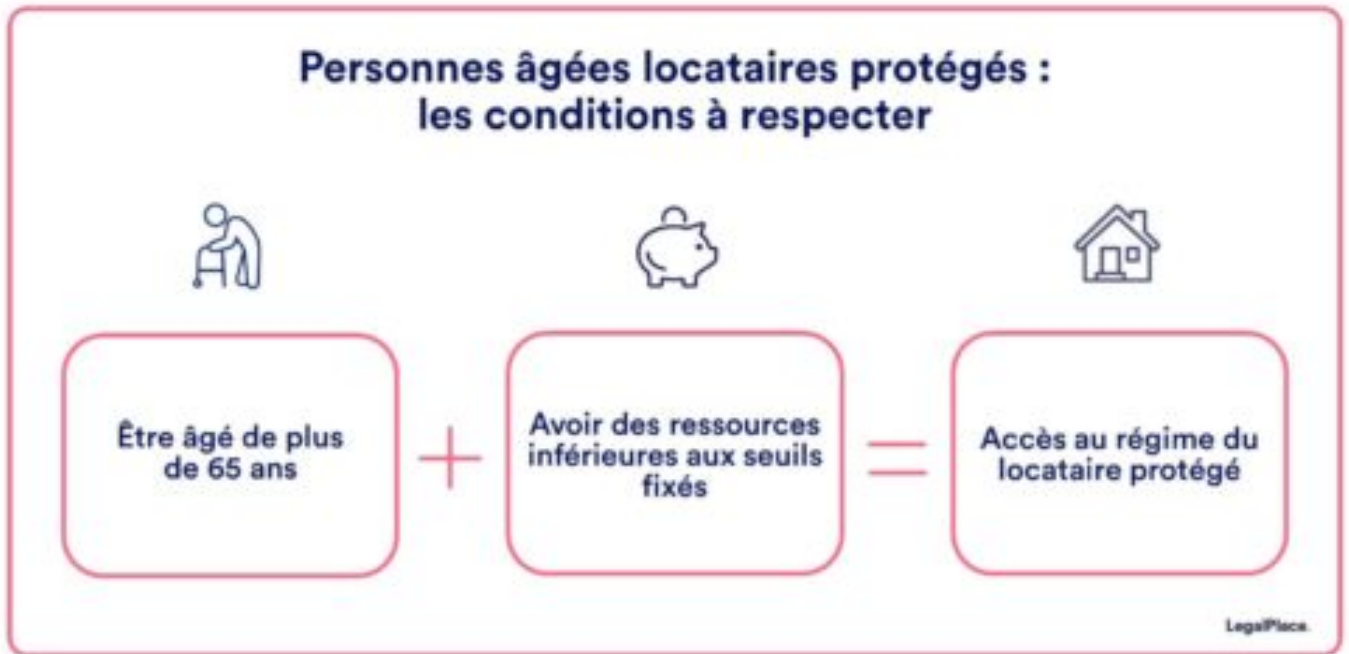 Personnes âgées locataires protégés :
les conditions à respecter
Être âgé de plus
de 65 ans
Avoir des ressources
inférieures aux seuils
fixés
Accès au régime du
locataire protégé
LegalPlace.